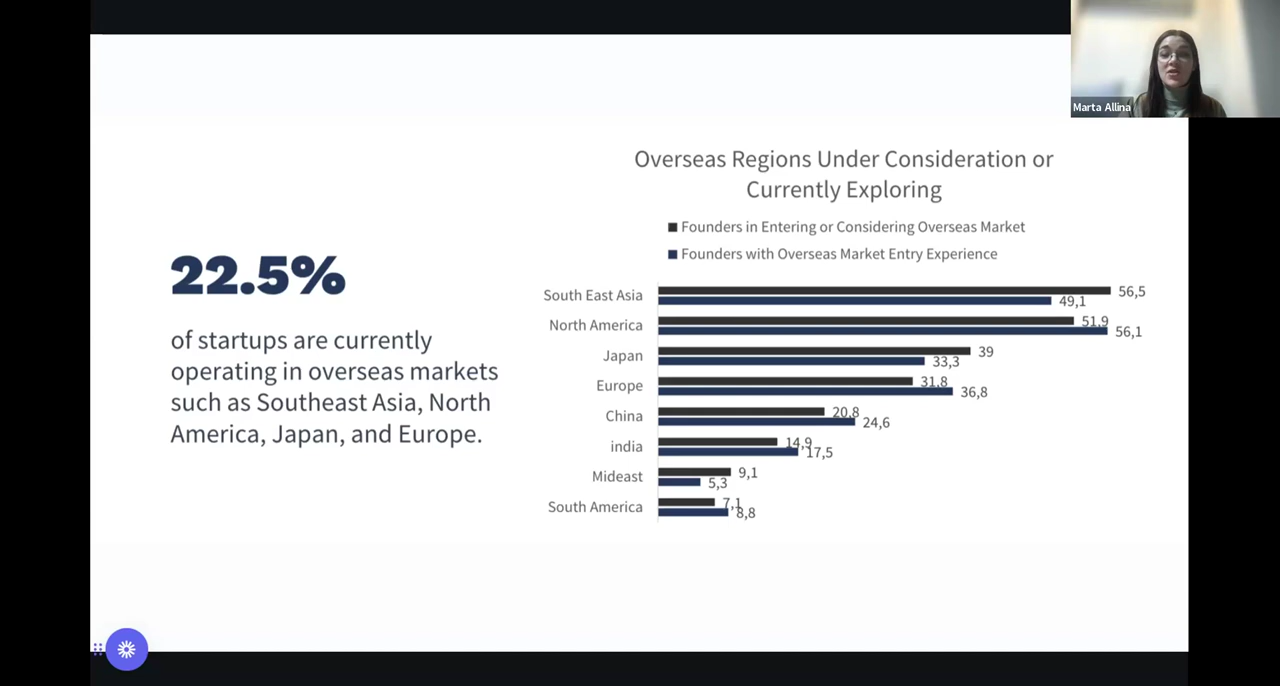 Marta Allina
22.5%
of startups are currently
operating in overseas markets
such as Southeast Asia, North
America, Japan, and Europe.
Overseas Regions Under Consideration or
Currently Exploring
Founders in Entering or Considering Overseas Market
Founders with Overseas Market Entry Experience
South East Asia 56,5 49,1
North America 51,9 56,1
Japan 39 33,3
Europe 31,8 36,8
China 20,8 24,6
india 14,9 17,5
Mideast 9,1 5,3
South America 7,1 8,8